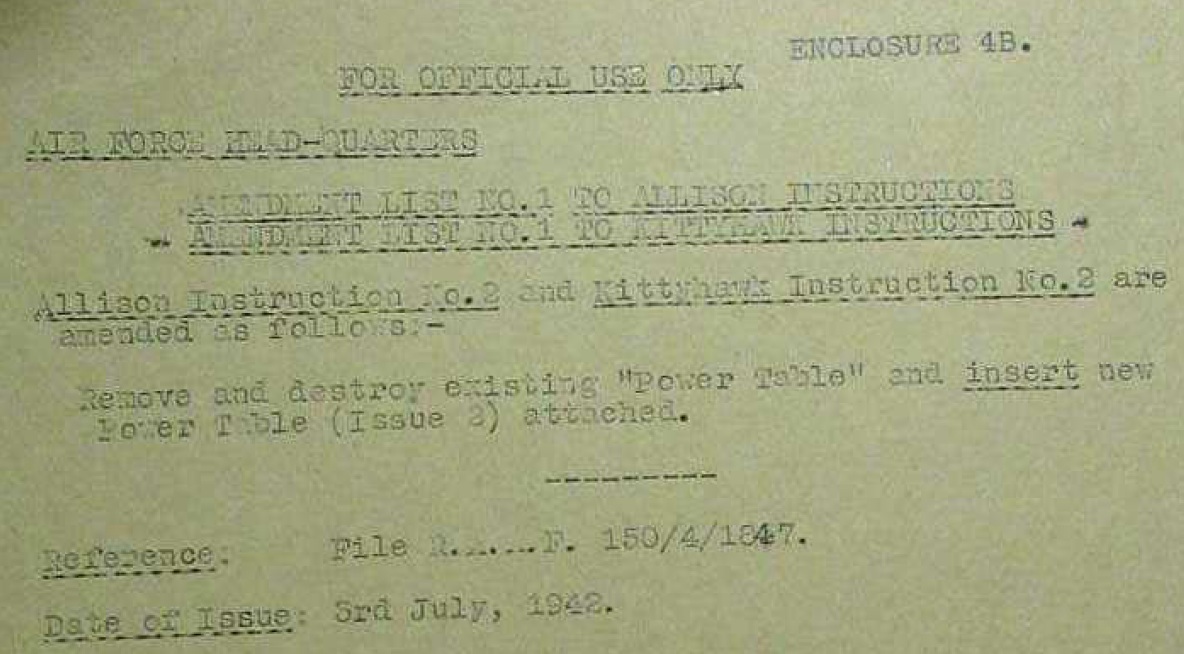 ENCLOSURE 4B.
FOR OFFICIAL USE ONLY
AIR FORCE HEAD-QUARTERS
AMENDMENT LIST NO.1 TO ALLISON INSTRUCTIONS
AMENDMENT LIST NO.1 TO KITTYHAWK INSTRUCTIONS
Allison Instruction No.2 and Kittyhawk Instruction No.2 are
amended as follows:-
Remove and destroy existing "Power Table" and insert new
Power Table (Issue 2) attached.
----------
Reference: File 150/4/1847.
Date of Issue: 3rd July, 1942.